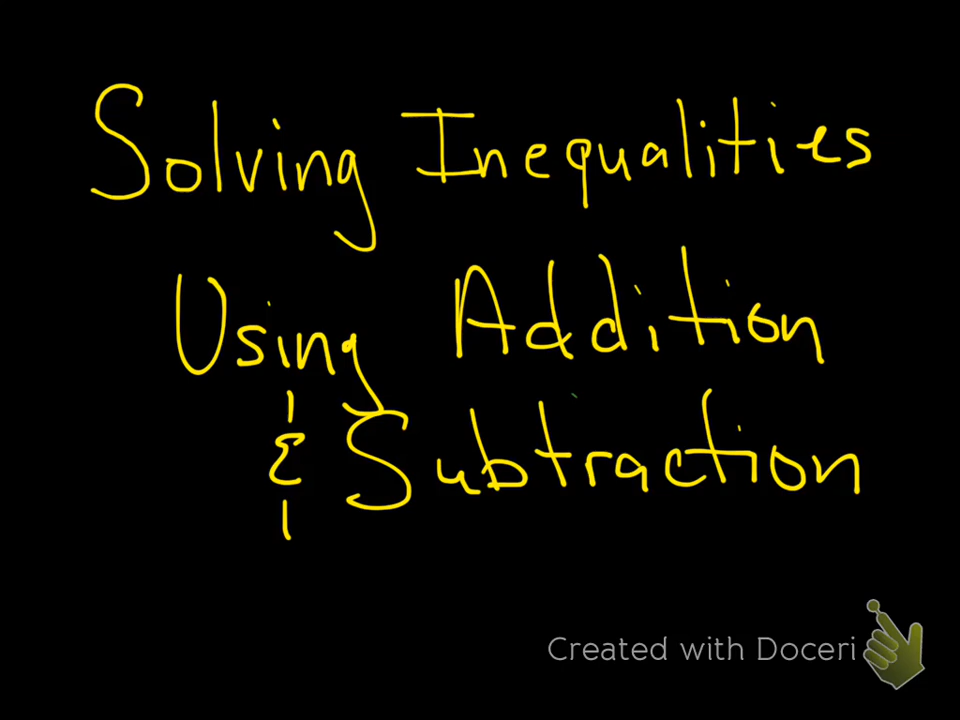 Solving Inequalities
Using Addition
& Subtraction
Created with Doceri